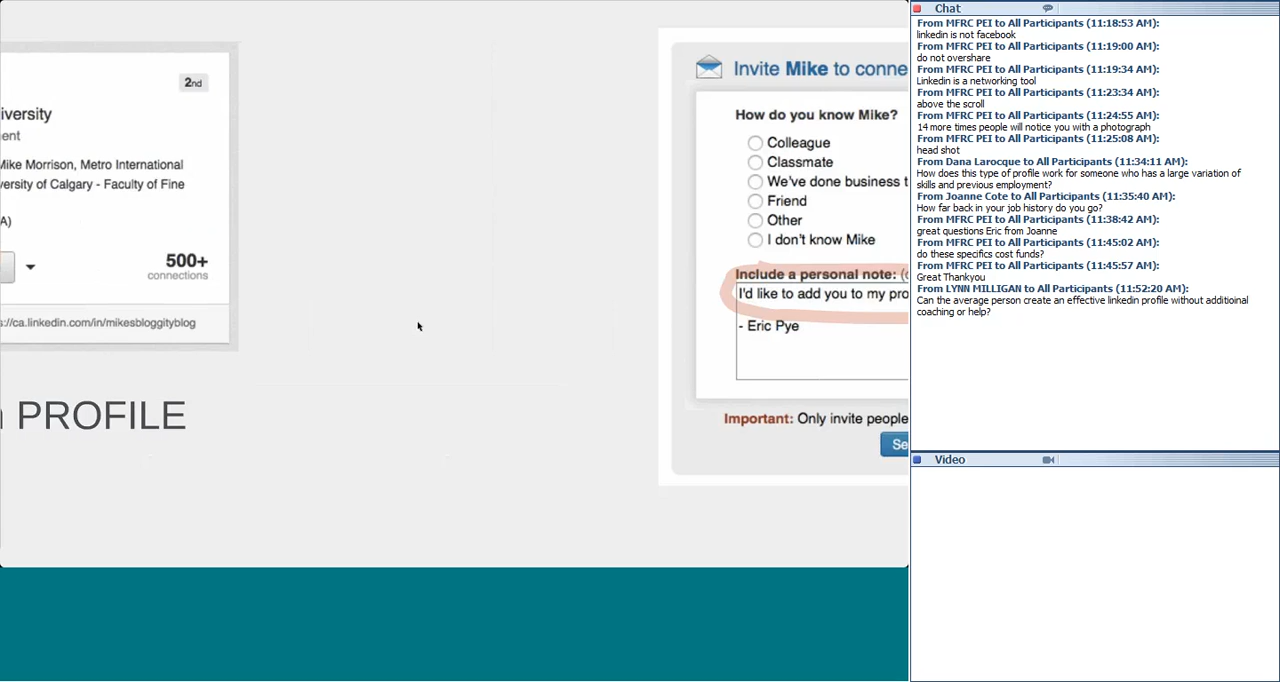 2nd
iversity
ent
Mike Morrison, Metro International
versity of Calgary - Faculty of Fine
A)
500+
connections
s://ca.linkedin.com/in/mikesbloggityblog
PROFILE
Invite Mike to conne
How do you know Mike?
Colleague
Classmate
We've done business t
Friend
Other
I don't know Mike
Include a personal note: (
I'd like to add you to my pro
- Eric Pye
Important: Only invite people
Se
Chat
From MFRC PEI to All Participants (11:18:53 AM):
linkedin is not facebook
From MFRC PEI to All Participants (11:19:00 AM):
do not overshare
From MFRC PEI to All Participants (11:19:34 AM):
Linkedin is a networking tool
From MFRC PEI to All Participants (11:23:34 AM):
above the scroll
From MFRC PEI to All Participants (11:24:55 AM):
14 more times people will notice you with a photograph
From MFRC PEI to All Participants (11:25:08 AM):
head shot
From Dana Larocque to All Participants (11:34:11 AM):
How does this type of profile work for someone who has a large variation of
skills and previous employment?
From Joanne Cote to All Participants (11:35:40 AM):
How far back in your job history do you go?
From MFRC PEI to All Participants (11:38:42 AM):
great questions Eric from Joanne
From MFRC PEI to All Participants (11:45:02 AM):
do these specifics cost funds?
From MFRC PEI to All Participants (11:45:57 AM):
Great Thankyou
From LYNN MILLIGAN to All Participants (11:52:20 AM):
Can the average person create an effective linkedin profile without additioinal
coaching or help?
Video